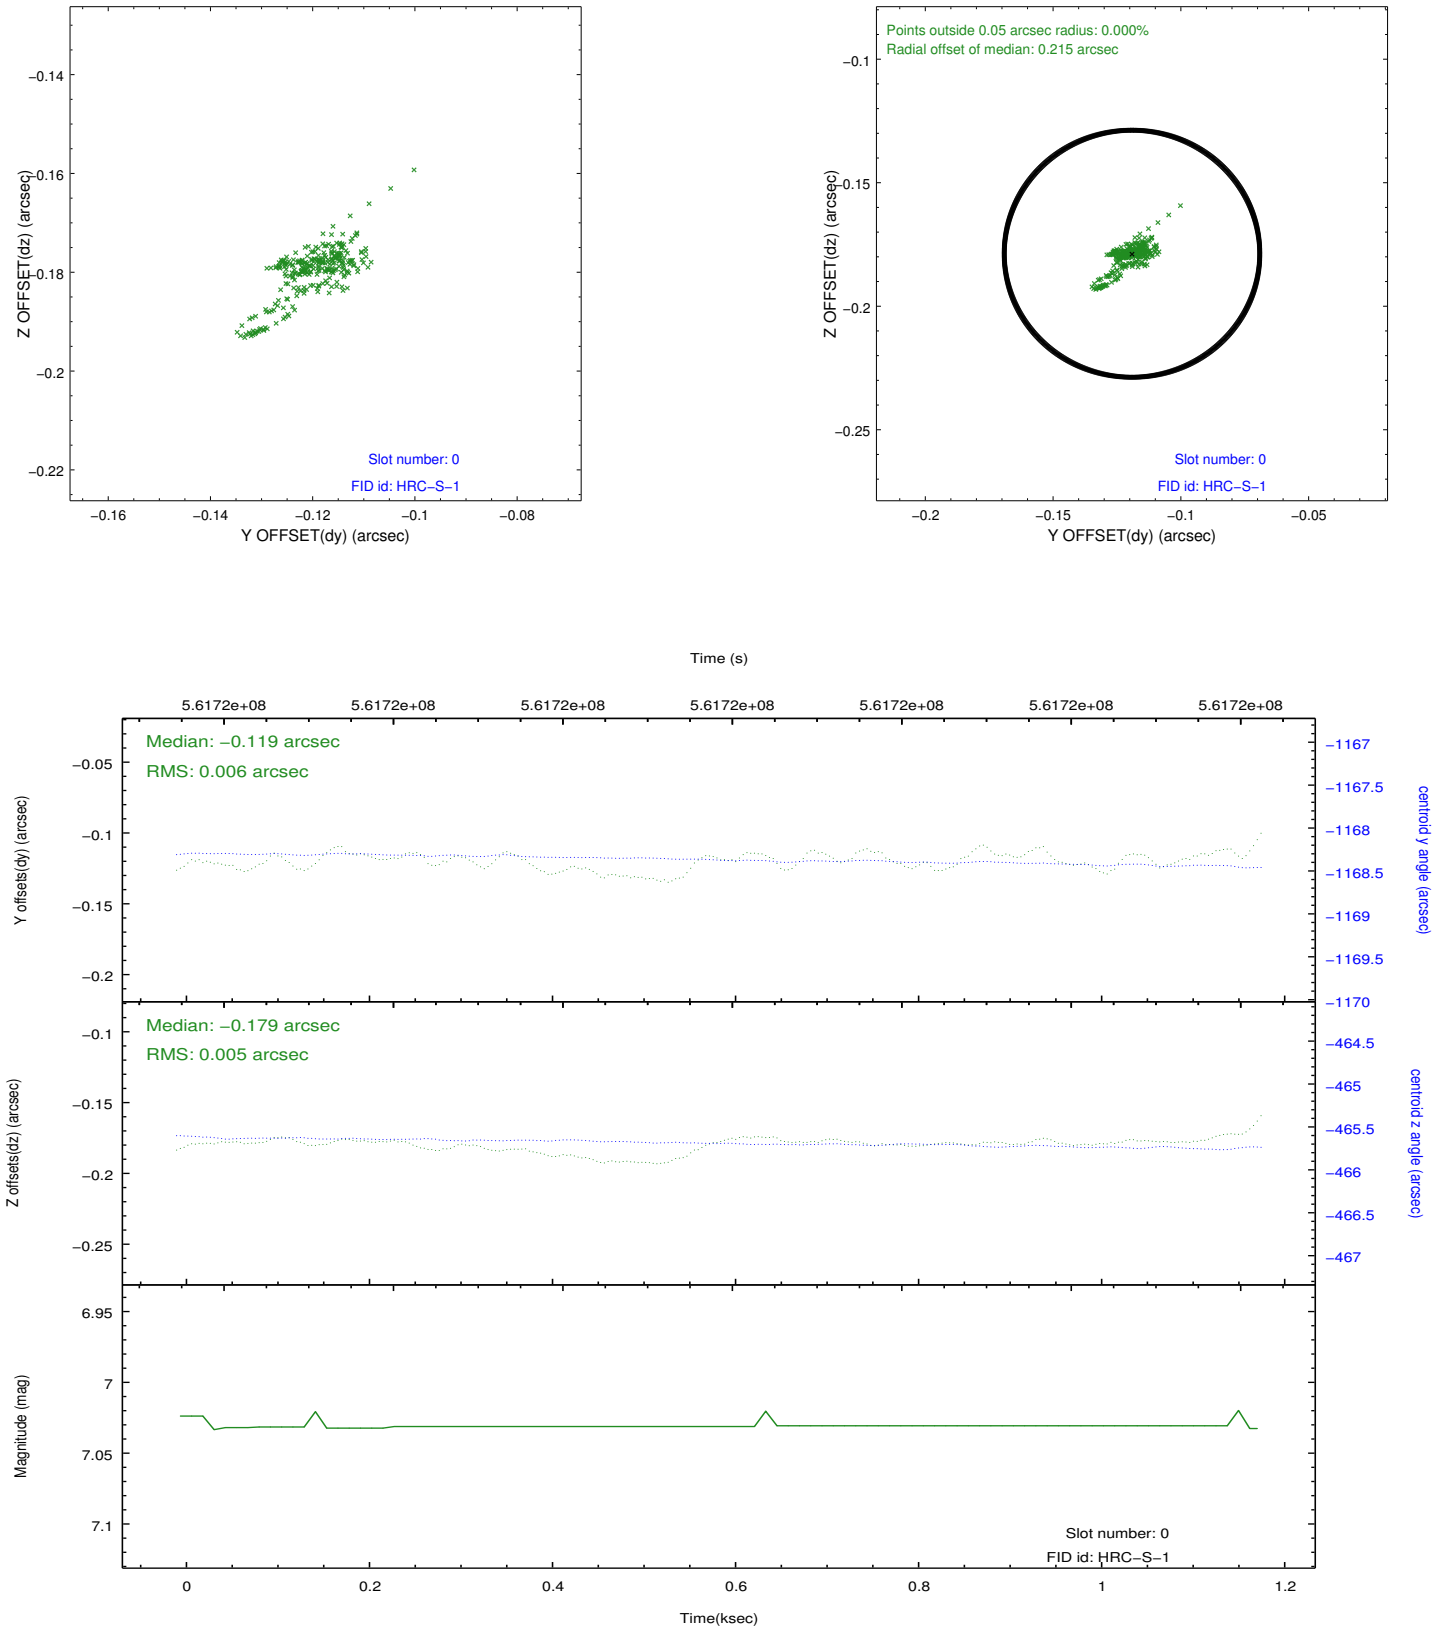 −0.14
−0.16
−0.18
−0.2
−0.22
Z OFFSET(dz) (arcsec)
Slot number: 0
FID id: HRC−S−1
−0.16
−0.14
−0.12
−0.1
−0.08
Y OFFSET(dy) (arcsec)
Points outside 0.05 arcsec radius: 0.000%
Radial offset of median: 0.215 arcsec
−0.1
−0.15
−0.2
−0.25
Z OFFSET(dz) (arcsec)
Slot number: 0
FID id: HRC−S−1
−0.2
−0.15
−0.1
−0.05
Y OFFSET(dy) (arcsec)
Time (s)
5.6172e+08
5.6172e+08
5.6172e+08
5.6172e+08
5.6172e+08
5.6172e+08
5.6172e+08
Median: −0.119 arcsec
RMS: 0.006 arcsec
−0.05
−0.1
−0.15
−0.2
Y offsets(dy) (arcsec)
−1167
−1167.5
−1168
−1168.5
−1169
−1169.5
−1170
centroid y angle (arcsec)
Median: −0.179 arcsec
RMS: 0.005 arcsec
−0.1
−0.15
−0.2
−0.25
Z offsets(dz) (arcsec)
−464.5
−465
−465.5
−466
−466.5
−467
centroid z angle (arcsec)
6.95
7
7.05
7.1
Magnitude (mag)
Slot number: 0
FID id: HRC−S−1
0
0.2
0.4
0.6
0.8
1
1.2
Time(ksec)